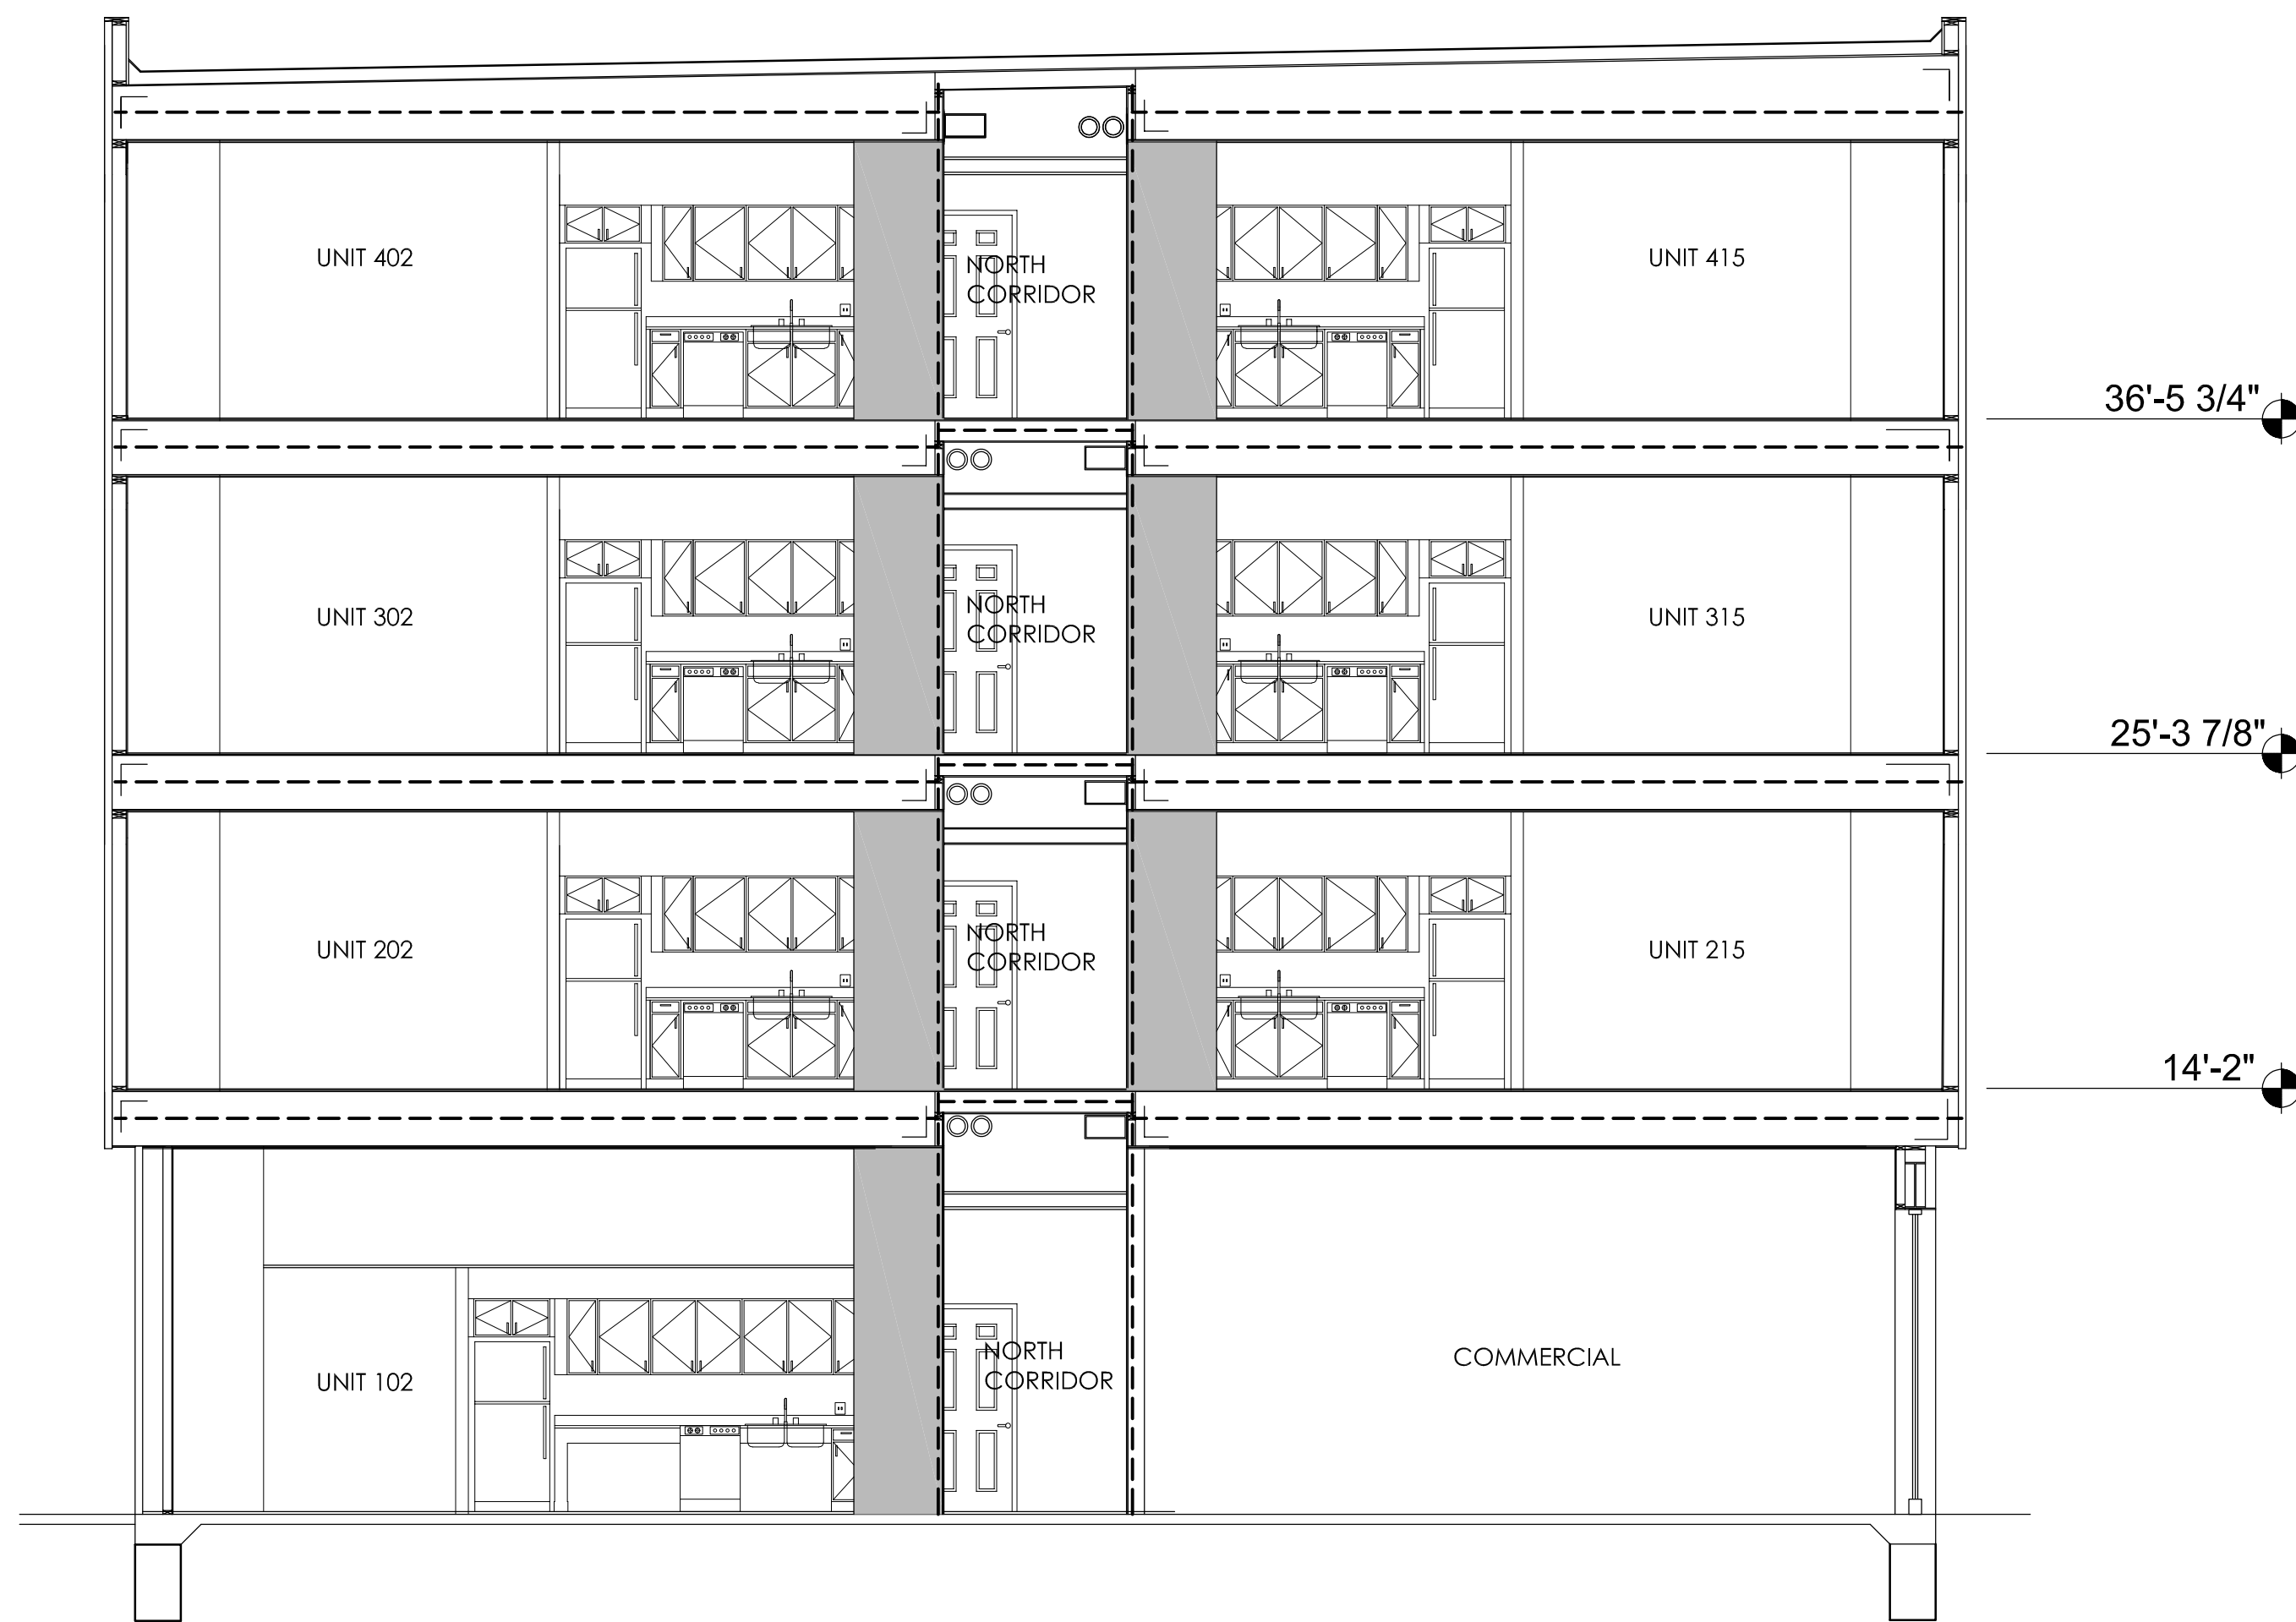 UNIT 402
NORTH
CORRIDOR
UNIT 415
36'-5 3/4"
UNIT 302
NORTH
CORRIDOR
UNIT 315
25'-3 7/8"
UNIT 202
NORTH
CORRIDOR
UNIT 215
14'-2"
UNIT 102
NORTH
CORRIDOR
COMMERCIAL